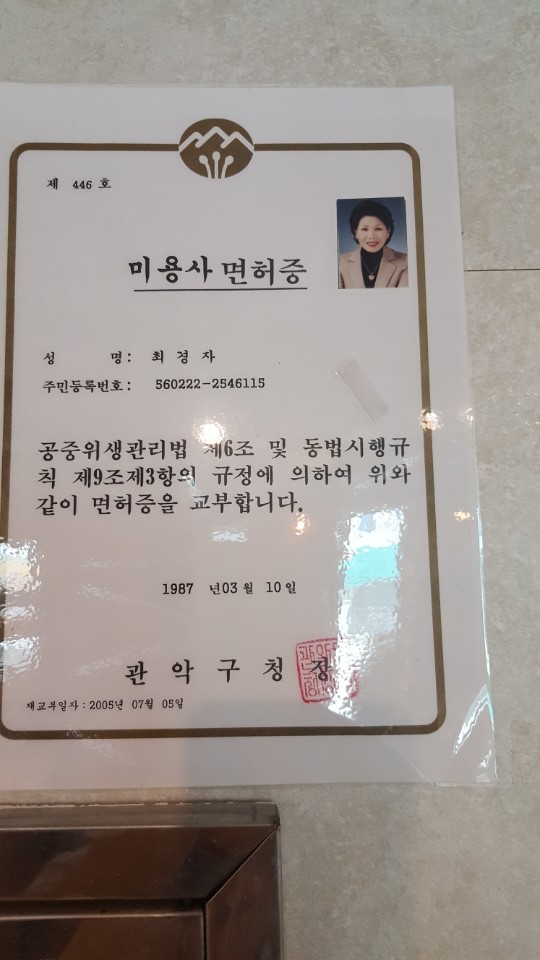 제 446 호
미용사 면허증
성 명: 최 경 자
주민등록번호: 560222-2546115
공중위생관리법 제6조 및 동법시행규
칙 제9조제3항의 규정에 의하여 위와
같이 면허증을 교부합니다.
1987 년03 월 10 일
관 악 구 청 장
재교부일자 : 2005년 07월 05일